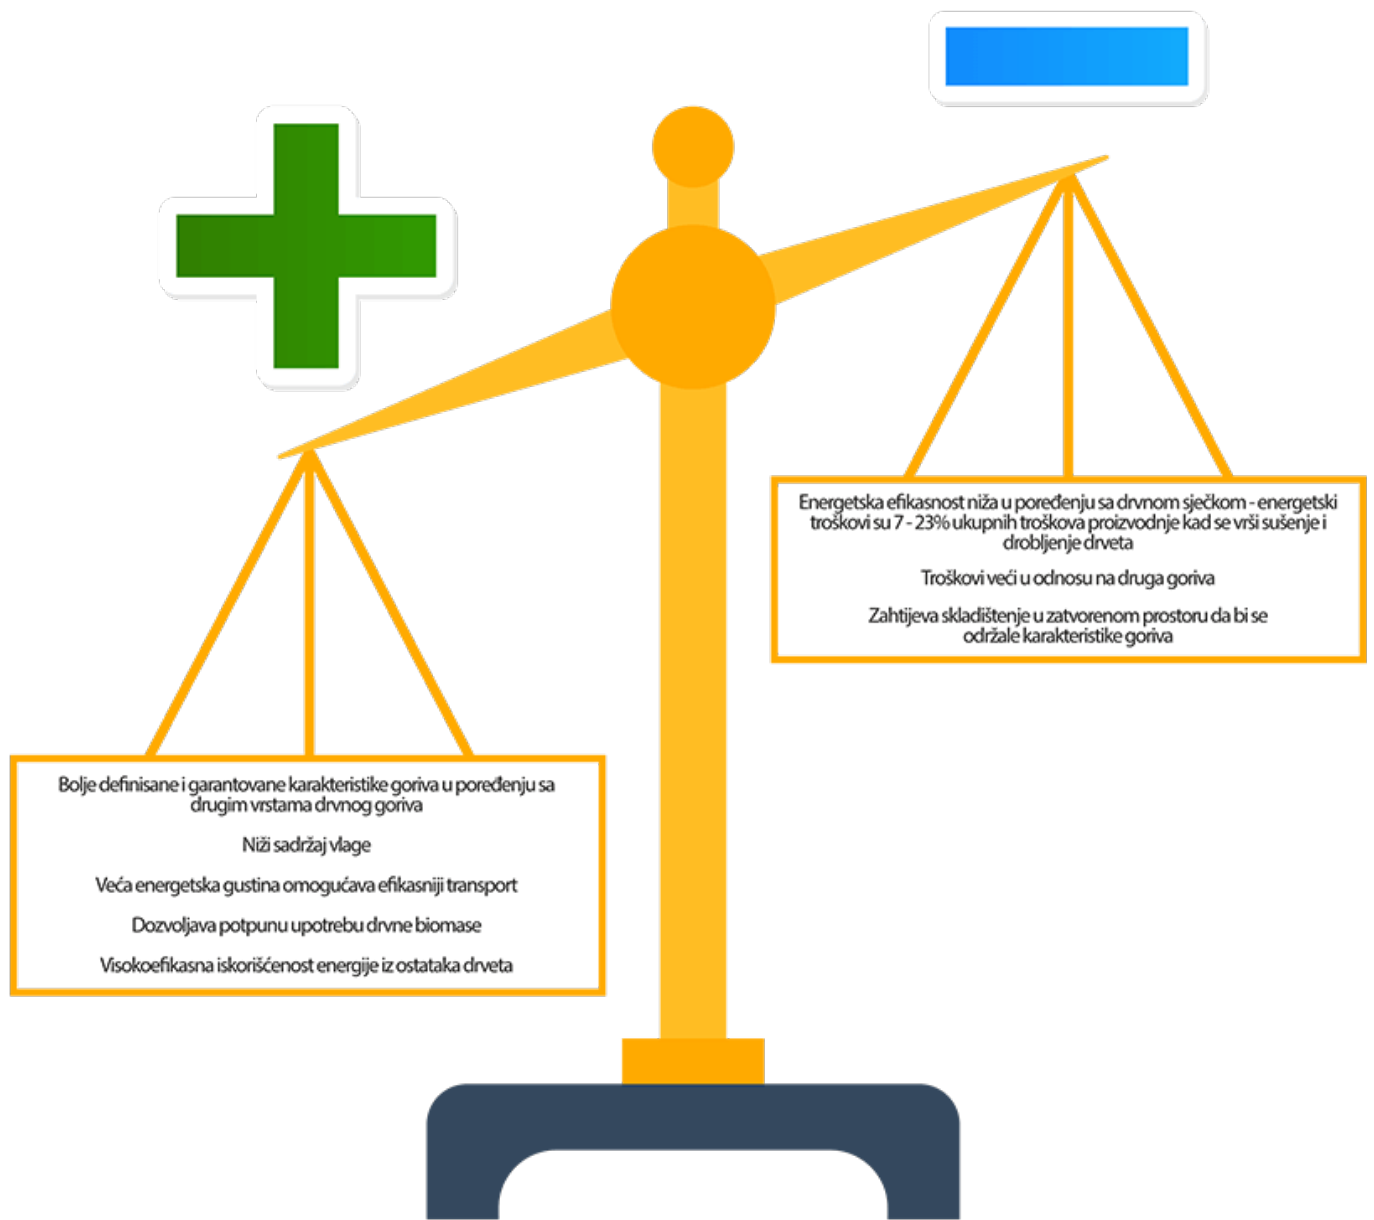 Energetska efikasnost niža u poređenju sa drvnom sječkom - energetski
troškovi su 7 - 23% ukupnih troškova proizvodnje kad se vrši sušenje i
drobljenje drveta
Troškovi veći u odnosu na druga goriva
Zahtijeva skladištenje u zatvorenom prostoru da bi se
održale karakteristike goriva
Bolje definisane i garantovane karakteristike goriva u poređenju sa
drugim vrstama drvnog goriva
Niži sadržaj vlage
Veća energetska gustina omogućava efikasniji transport
Dozvoljava potpunu upotrebu drvne biomase
Visokoefikasna iskorišćenost energije iz ostataka drveta